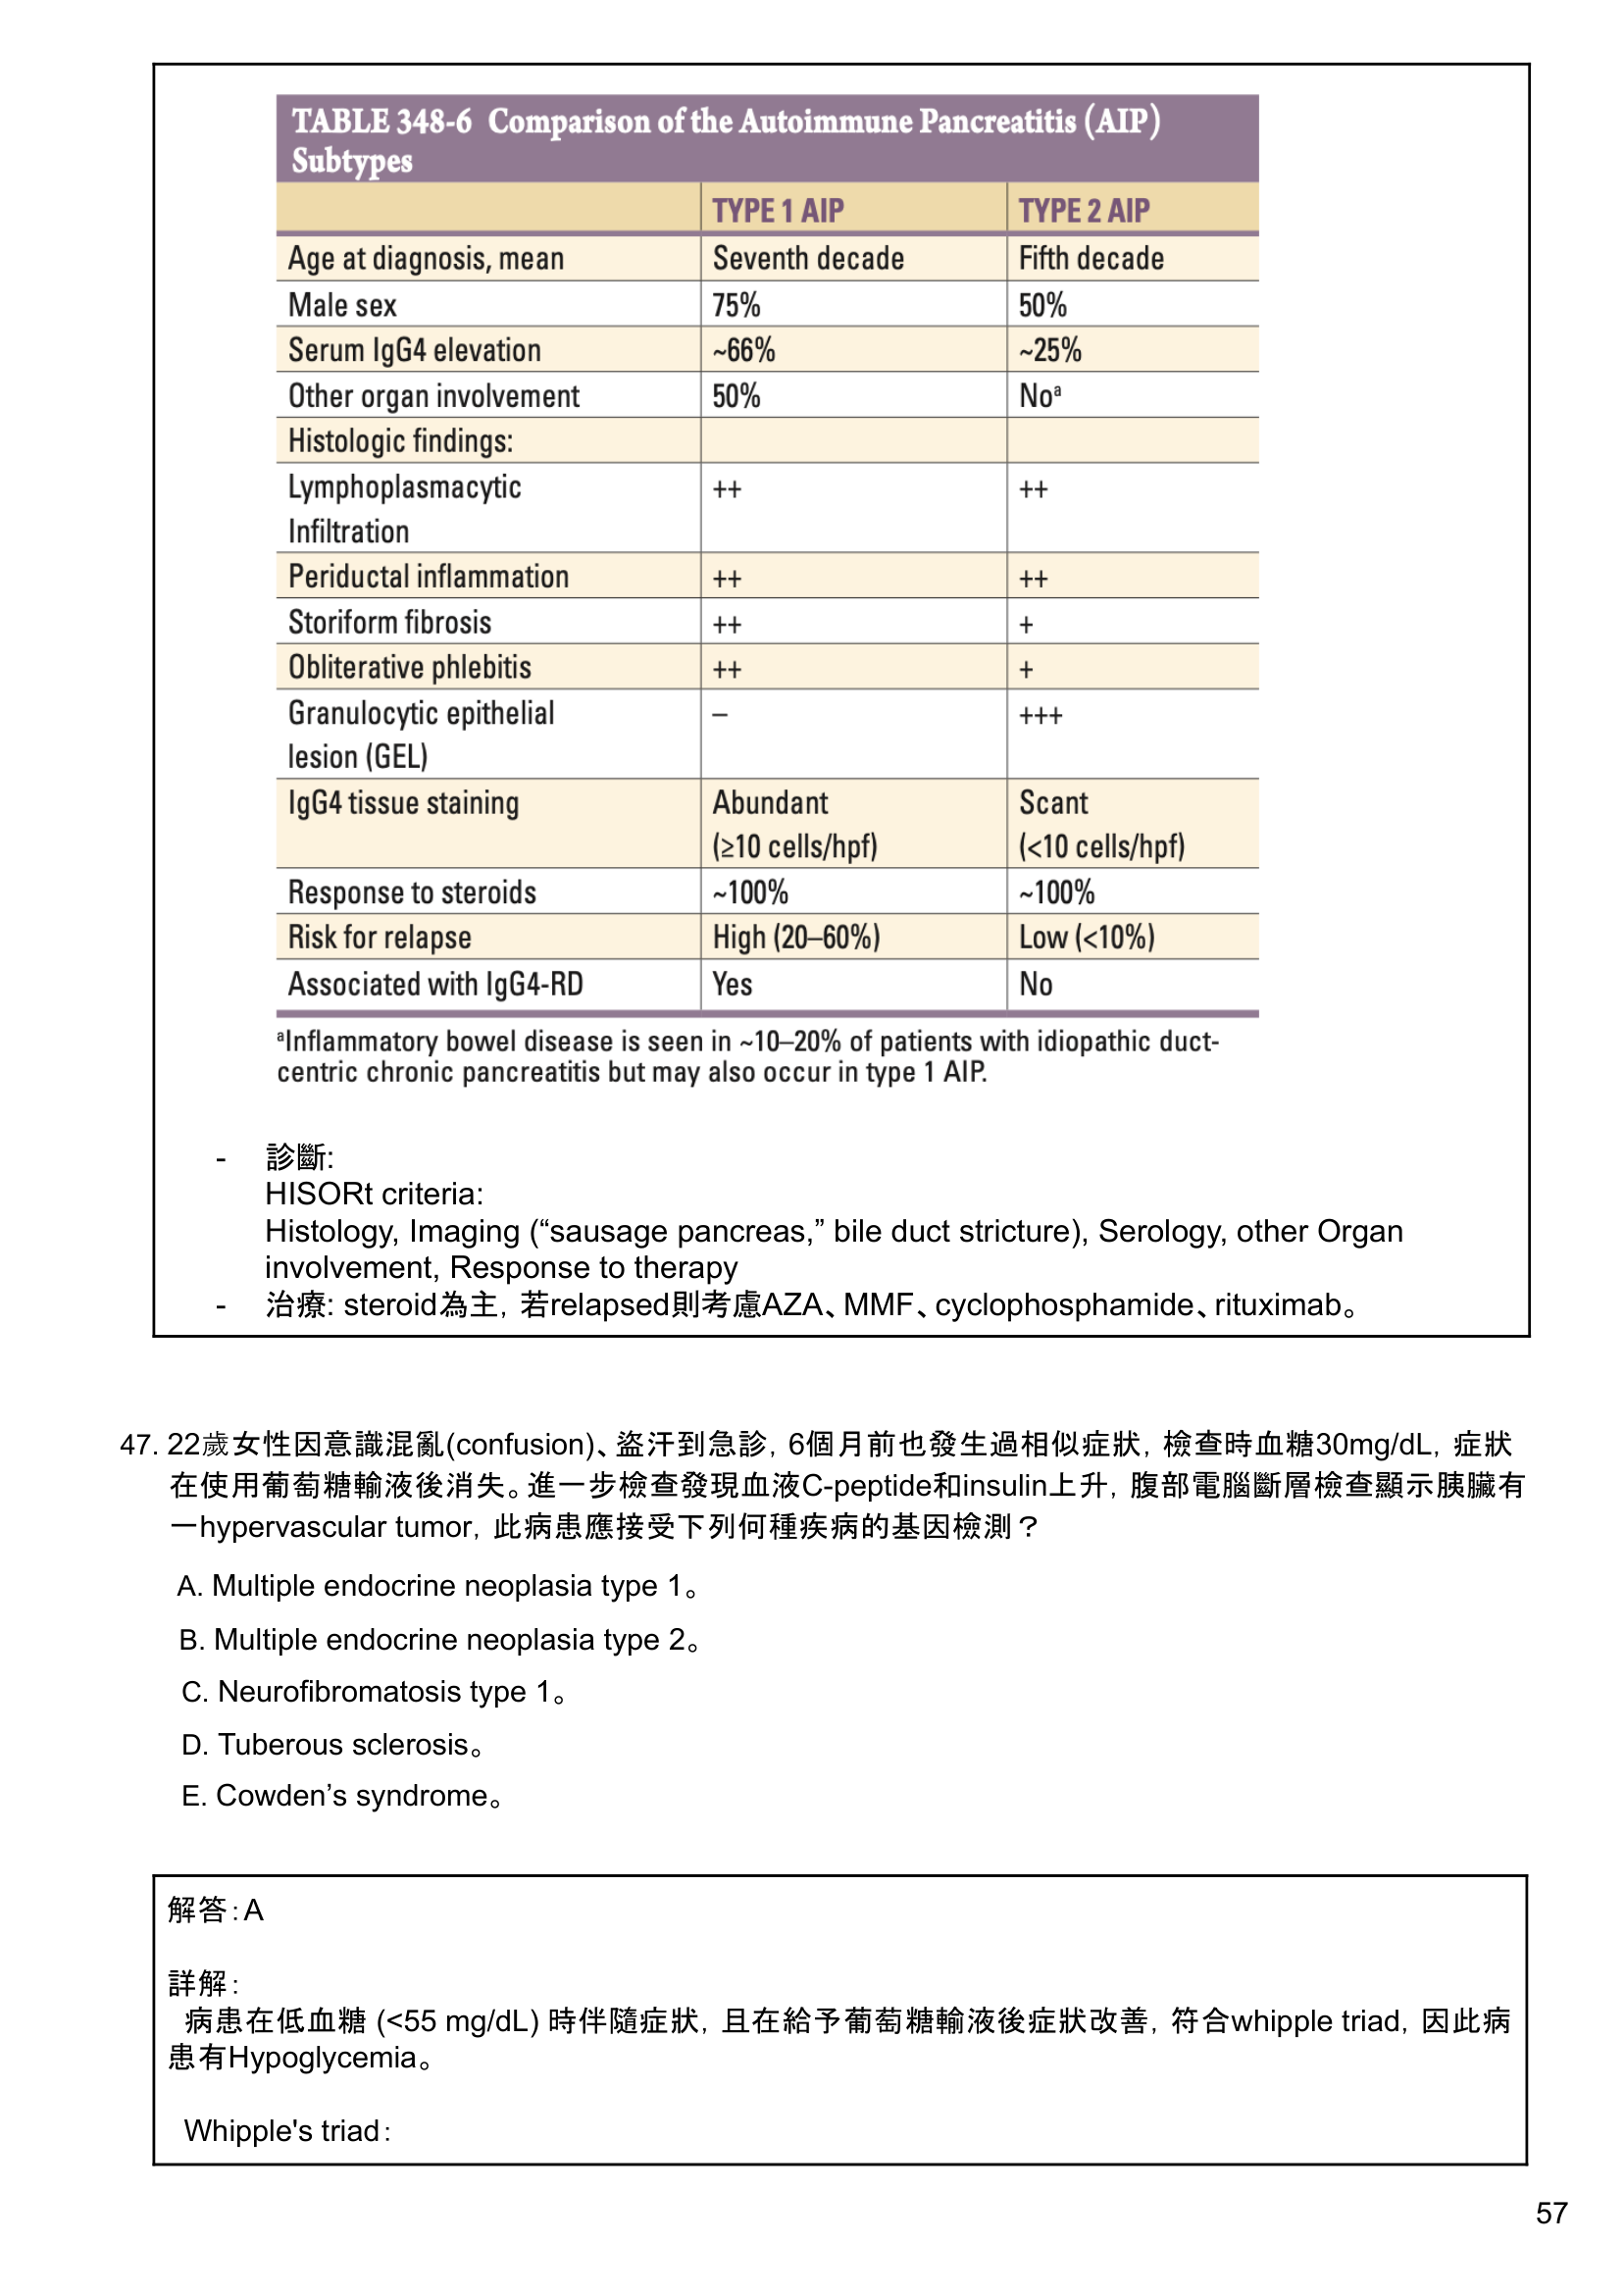 TABLE 348-6 Comparison of the Autoimmune Pancreatitis (AIP)
Subtypes
TYPE 1 AIP TYPE 2 AIP
Age at diagnosis, mean Seventh decade Fifth decade
Male sex 75% 50%
Serum IgG4 elevation ~66% ~25%
Other organ involvement 50% Noᵃ
Histologic findings:
Lymphoplasmacytic ++ ++
Infiltration
Periductal inflammation ++ ++
Storiform fibrosis ++ +
Obliterative phlebitis ++ +
Granulocytic epithelial – +++
lesion (GEL)
IgG4 tissue staining Abundant Scant
(≥10 cells/hpf) (<10 cells/hpf)
Response to steroids ~100% ~100%
Risk for relapse High (20–60%) Low (<10%)
Associated with IgG4-RD Yes No
ᵃInflammatory bowel disease is seen in ~10–20% of patients with idiopathic duct-
centric chronic pancreatitis but may also occur in type 1 AIP.
- 診斷:
HISORt criteria:
Histology, Imaging (“sausage pancreas,” bile duct stricture), Serology, other Organ
involvement, Response to therapy
- 治療: steroid為主，若relapsed則考慮AZA、MMF、cyclophosphamide、rituximab。
47. 22歲女性因意識混亂(confusion)、盜汗到急診，6個月前也發生過相似症狀，檢查時血糖30mg/dL，症狀
在使用葡萄糖輸液後消失。進一步檢查發現血液C-peptide和insulin上升，腹部電腦斷層檢查顯示胰臟有
一hypervascular tumor，此病患應接受下列何種疾病的基因檢測？
A. Multiple endocrine neoplasia type 1。
B. Multiple endocrine neoplasia type 2。
C. Neurofibromatosis type 1。
D. Tuberous sclerosis。
E. Cowden’s syndrome。
解答：A
詳解：
病患在低血糖 (<55 mg/dL) 時伴隨症狀，且在給予葡萄糖輸液後症狀改善，符合whipple triad，因此病
患有Hypoglycemia。
Whipple's triad：
57